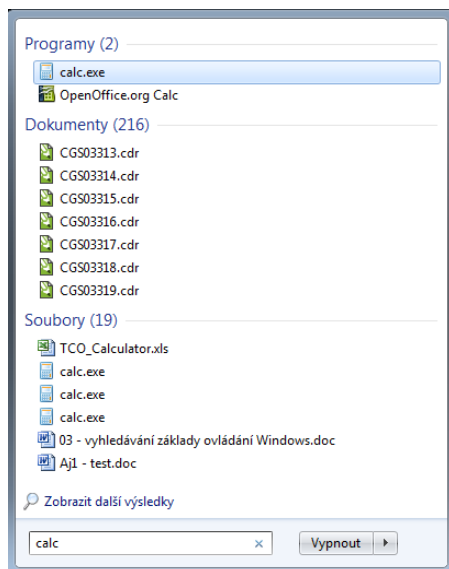 Programy (2)
calc.exe
OpenOffice.org Calc
Dokumenty (216)
CGS03313.cdr
CGS03314.cdr
CGS03315.cdr
CGS03316.cdr
CGS03317.cdr
CGS03318.cdr
CGS03319.cdr
Soubory (19)
TCO_Calculator.xls
calc.exe
calc.exe
calc.exe
03 - vyhledávání základy ovládání Windows.doc
Aj1 - test.doc
Zobrazit další výsledky
calc × Vypnout